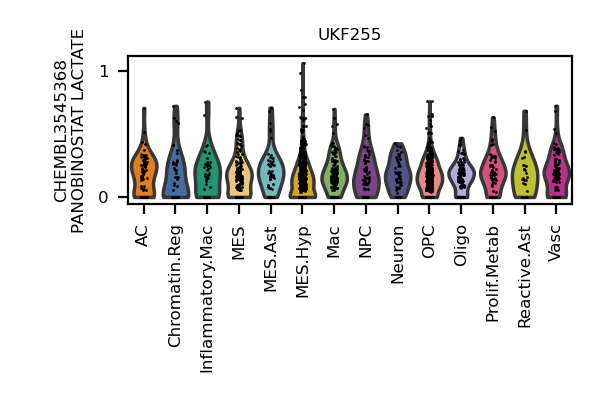 UKF255
CHEMBL3545368
PANOBINOSTAT LACTATE
1
0
AC
Chromatin.Reg
Inflammatory.Mac
MES
MES.Ast
MES.Hyp
Mac
NPC
Neuron
OPC
Oligo
Prolif.Metab
Reactive.Ast
Vasc